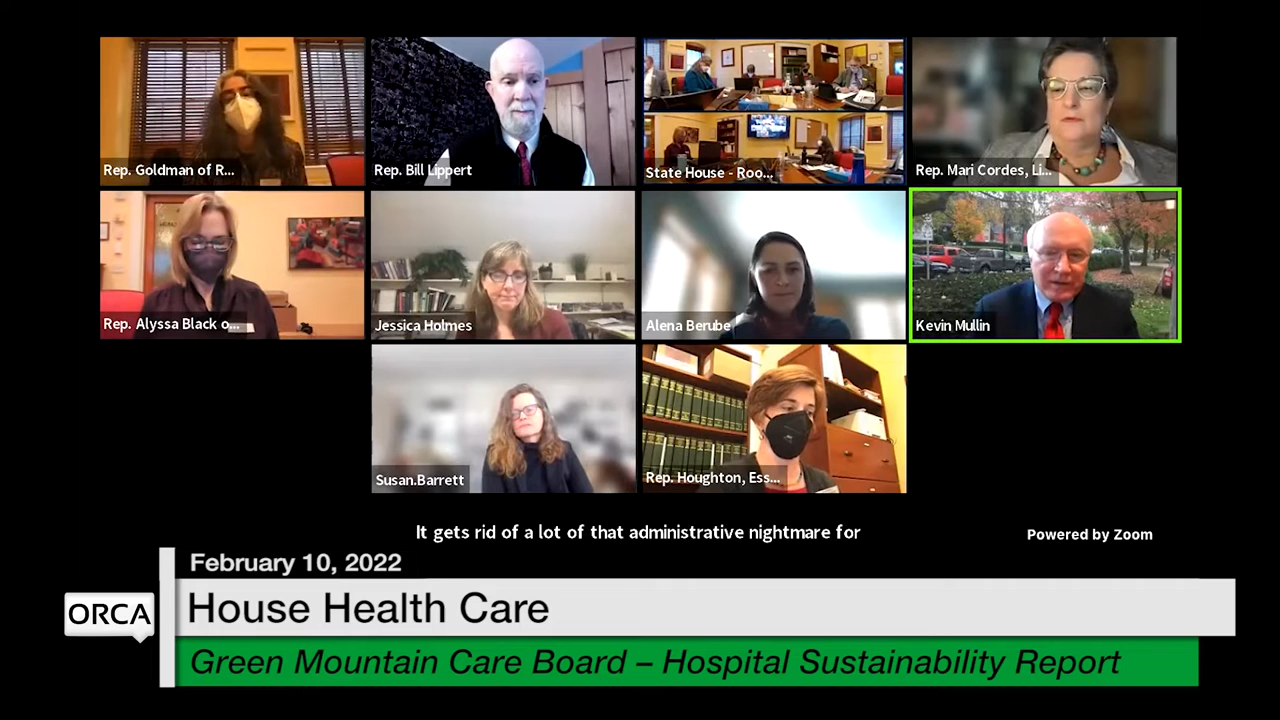 Rep. Goldman of R...
Rep. Bill Lippert
State House - Roo...
Rep. Mari Cordes, Li...
Rep. Alyssa Black o...
Jessica Holmes
Alena Berube
Kevin Mullin
Susan.Barrett
Rep. Houghton, Ess...
It gets rid of a lot of that administrative nightmare for
Powered by Zoom
February 10, 2022
ORCA
House Health Care
Green Mountain Care Board – Hospital Sustainability Report